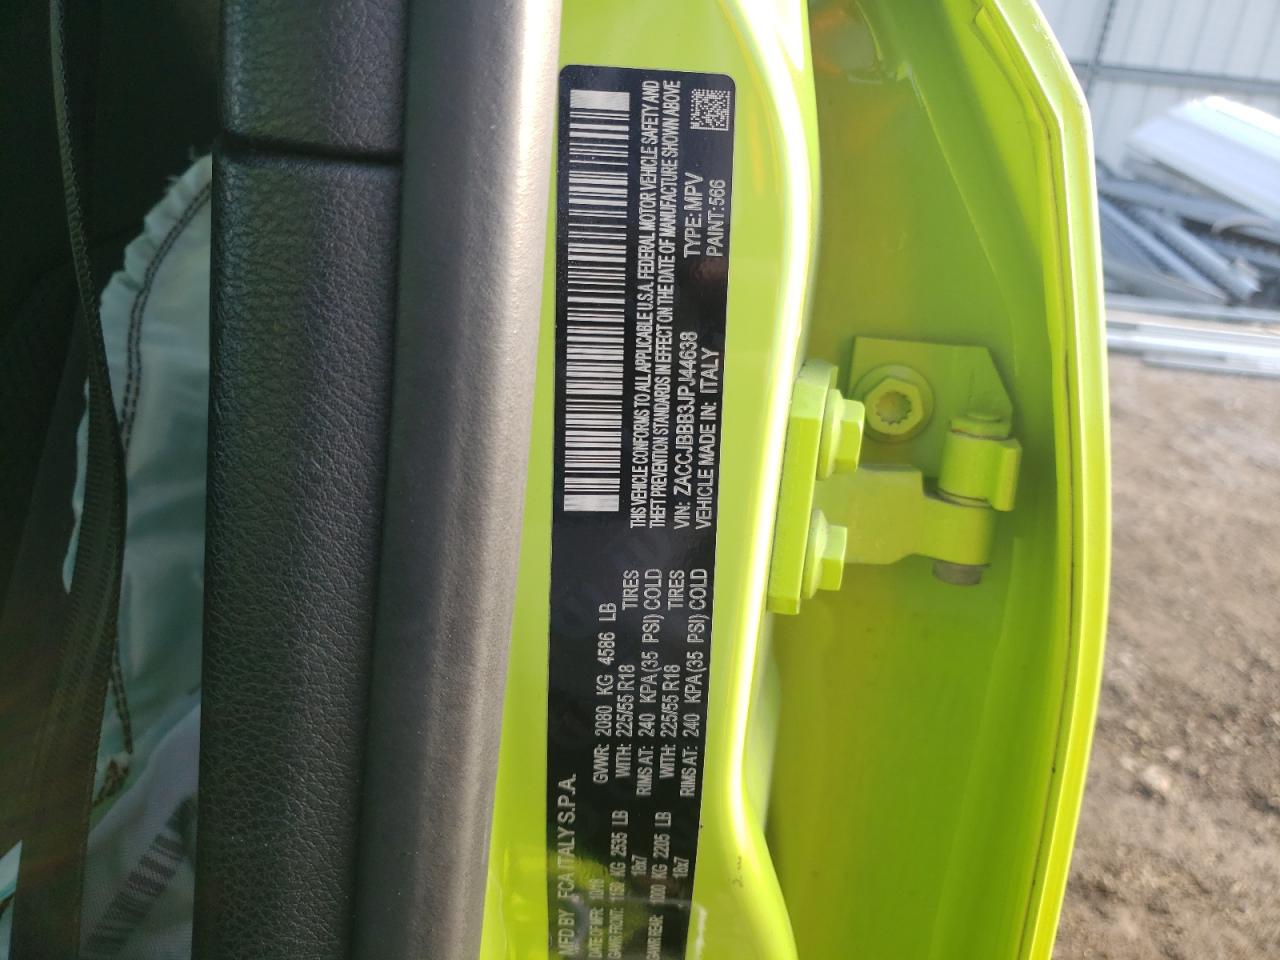 MFD BY FCA ITALY S.P.A.
DATE OF MFR: GVWR: 2080 KG 4586 LB
GAWR FRONT: 1150 KG 2535 LB WITH: 225/55 R18 TIRES
18x7 RIMS AT: 240 KPA (35 PSI) COLD
GAWR REAR: 1000 KG 2205 LB WITH: 225/55 R18 TIRES
18x7 RIMS AT: 240 KPA (35 PSI) COLD
THIS VEHICLE CONFORMS TO ALL APPLICABLE U.S.A. FEDERAL MOTOR VEHICLE SAFETY AND
THEFT PREVENTION STANDARDS IN EFFECT ON THE DATE OF MANUFACTURE SHOWN ABOVE
VIN: ZACCJBBB3JPJ44638 TYPE: MPV
VEHICLE MADE IN: ITALY PAINT: 566